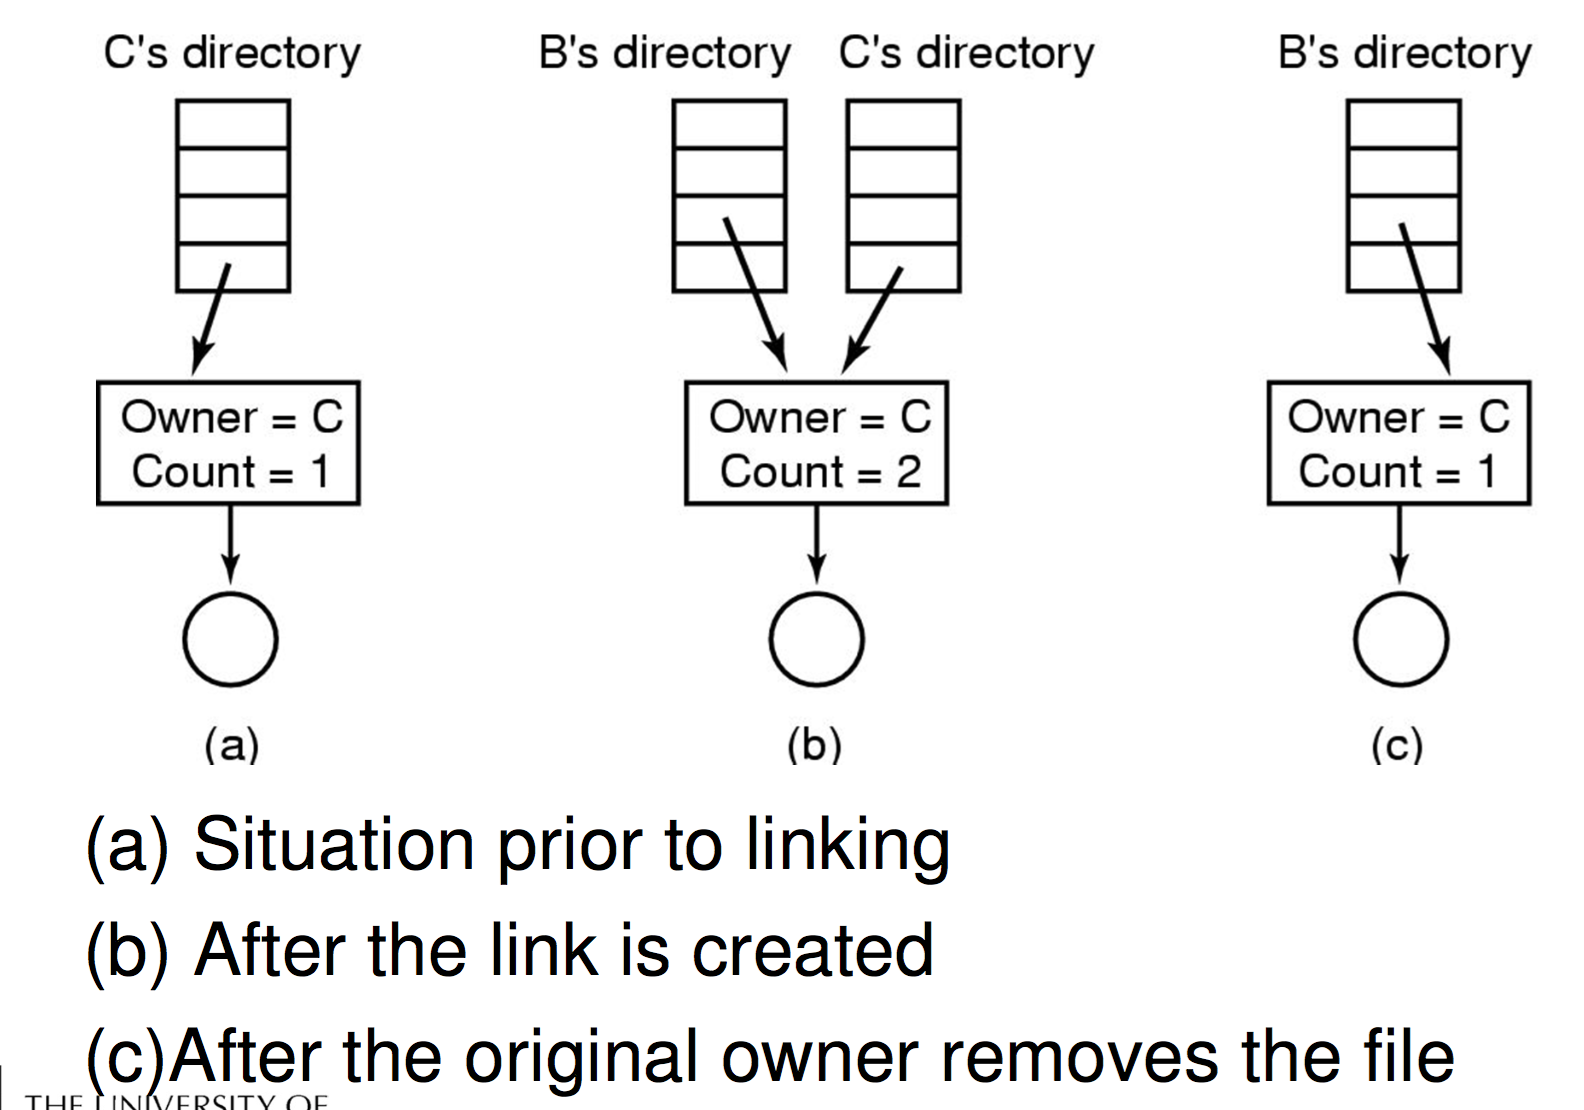 C's directory
B's directory
C's directory
B's directory
Owner = C
Count = 1
Owner = C
Count = 2
Owner = C
Count = 1
(a)
(b)
(c)
(a) Situation prior to linking
(b) After the link is created
(c)After the original owner removes the file
THE UNIVERSITY OF